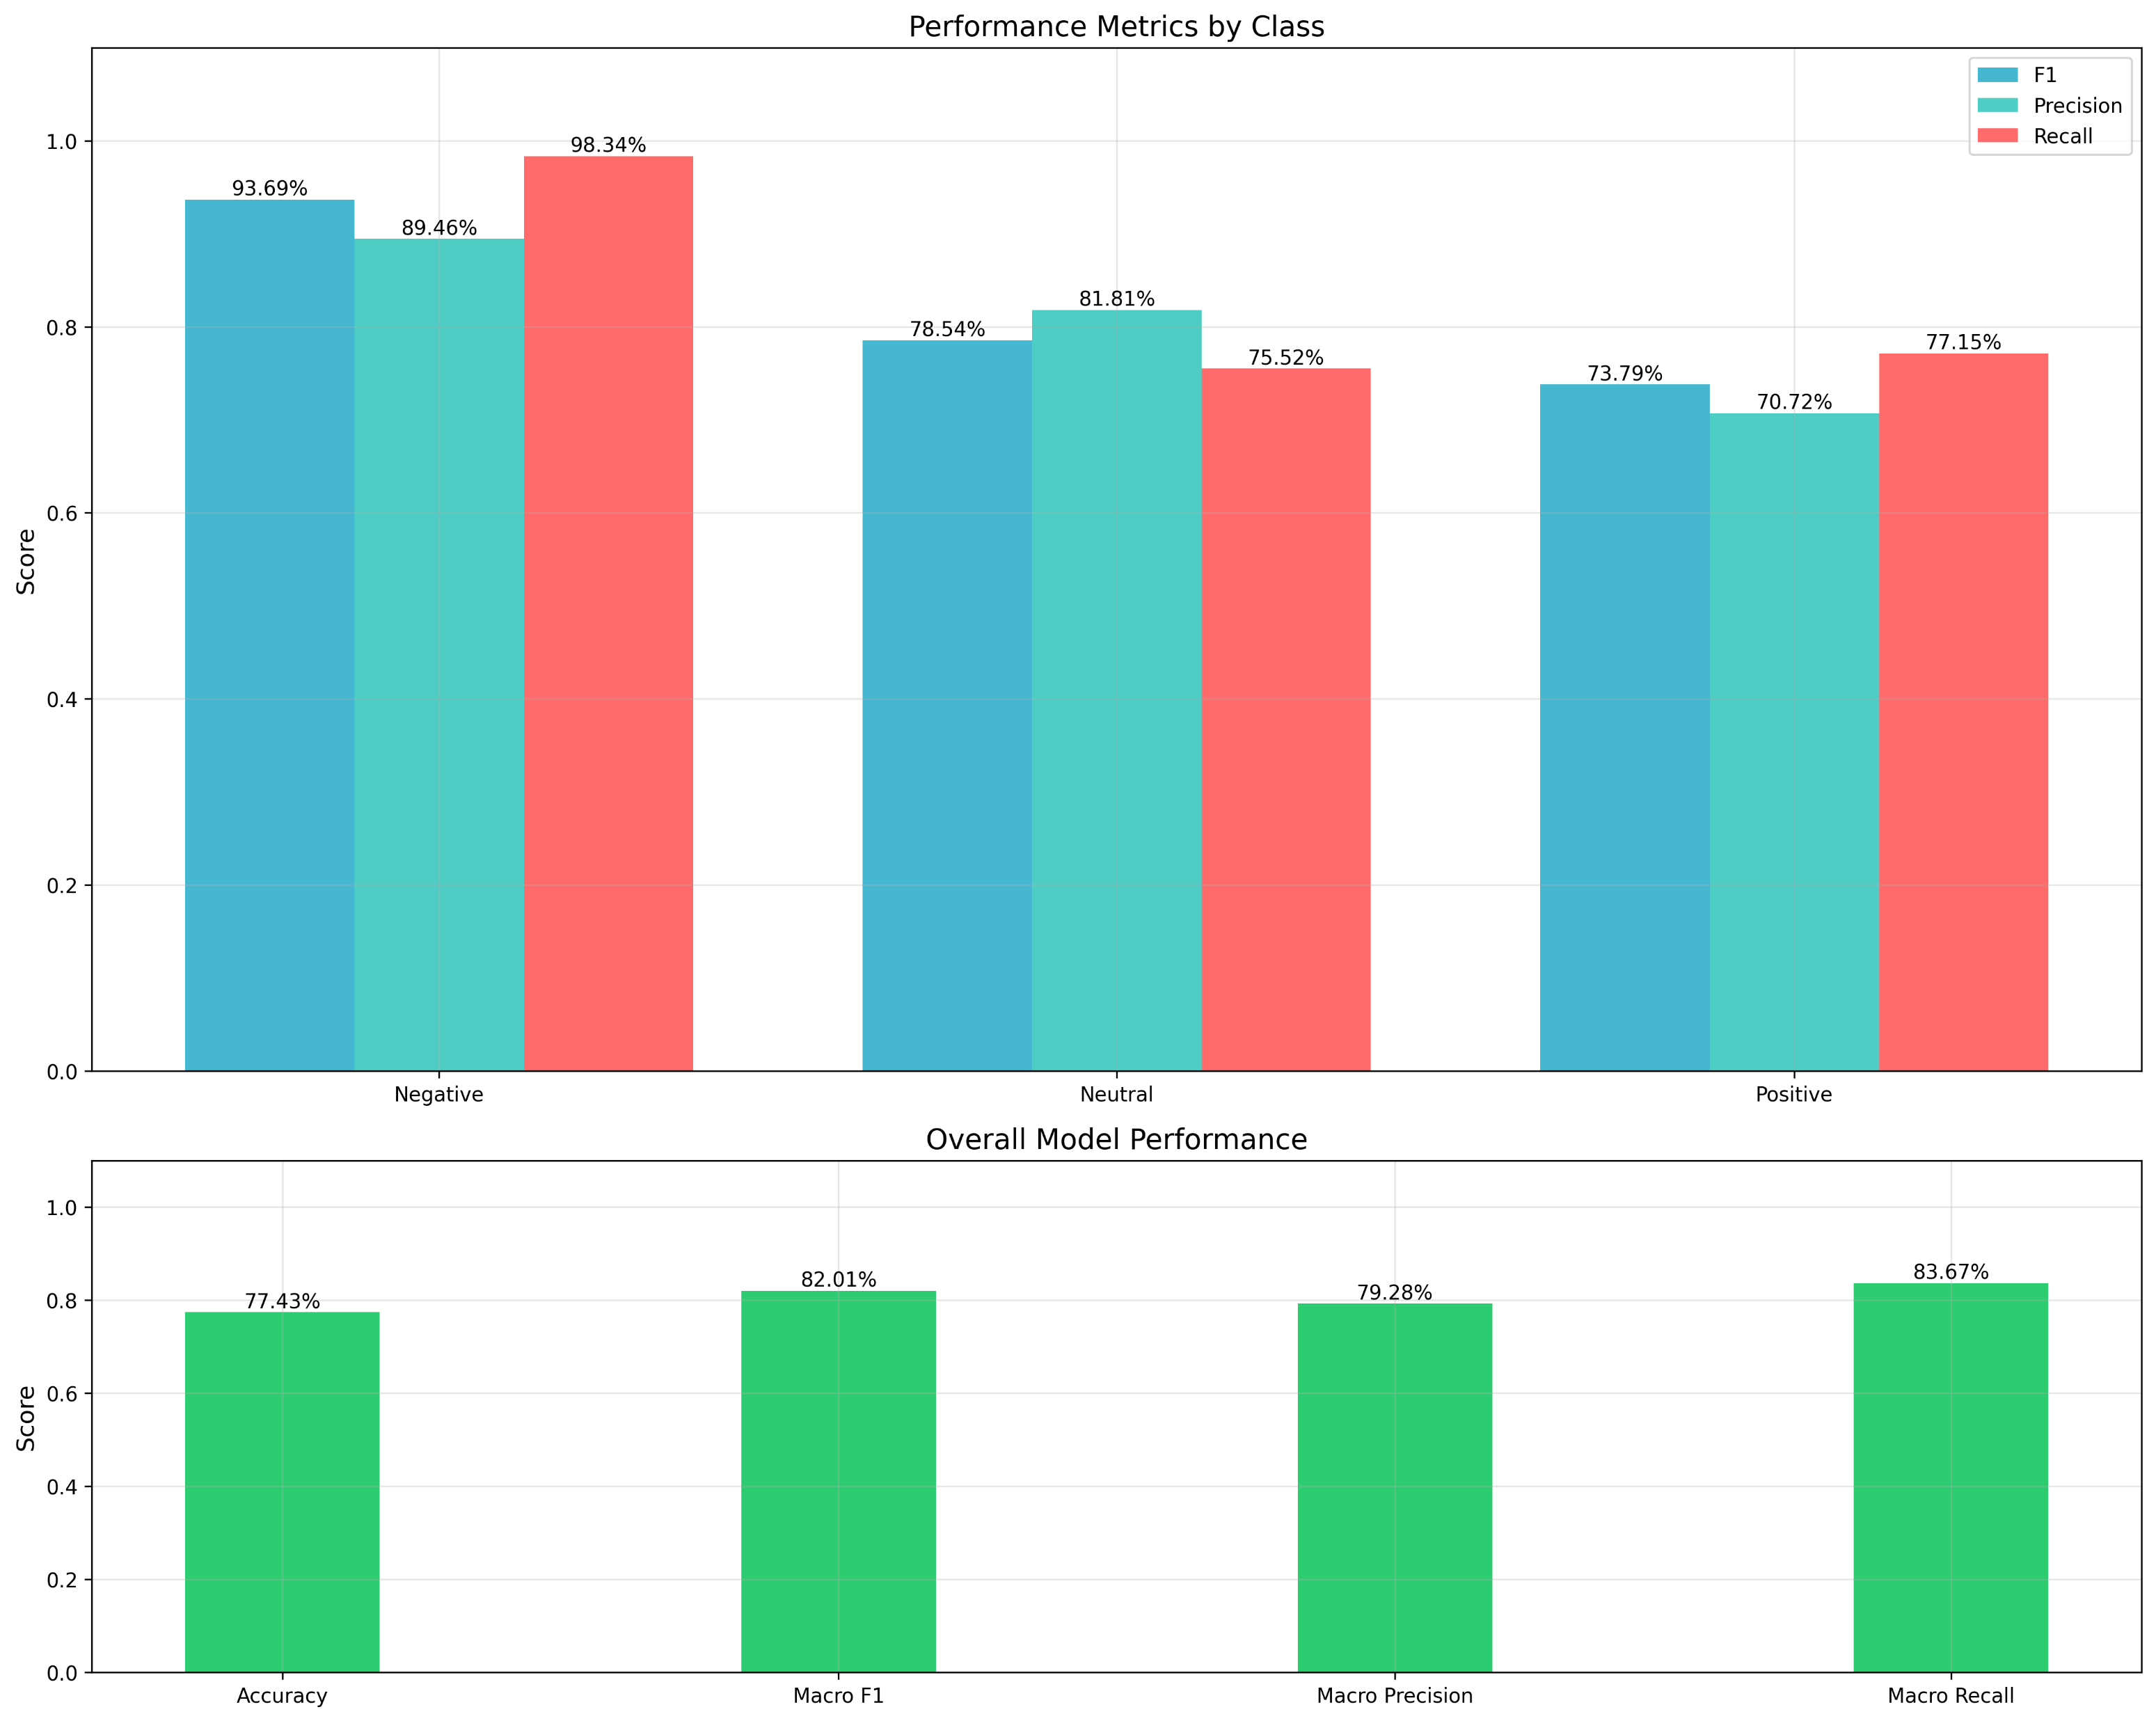 Performance Metrics by Class
F1
Precision
Recall
Score
1.0
0.8
0.6
0.4
0.2
0.0
93.69%
89.46%
98.34%
78.54%
81.81%
75.52%
73.79%
70.72%
77.15%
Negative
Neutral
Positive
Overall Model Performance
Score
1.0
0.8
0.6
0.4
0.2
0.0
77.43%
82.01%
79.28%
83.67%
Accuracy
Macro F1
Macro Precision
Macro Recall